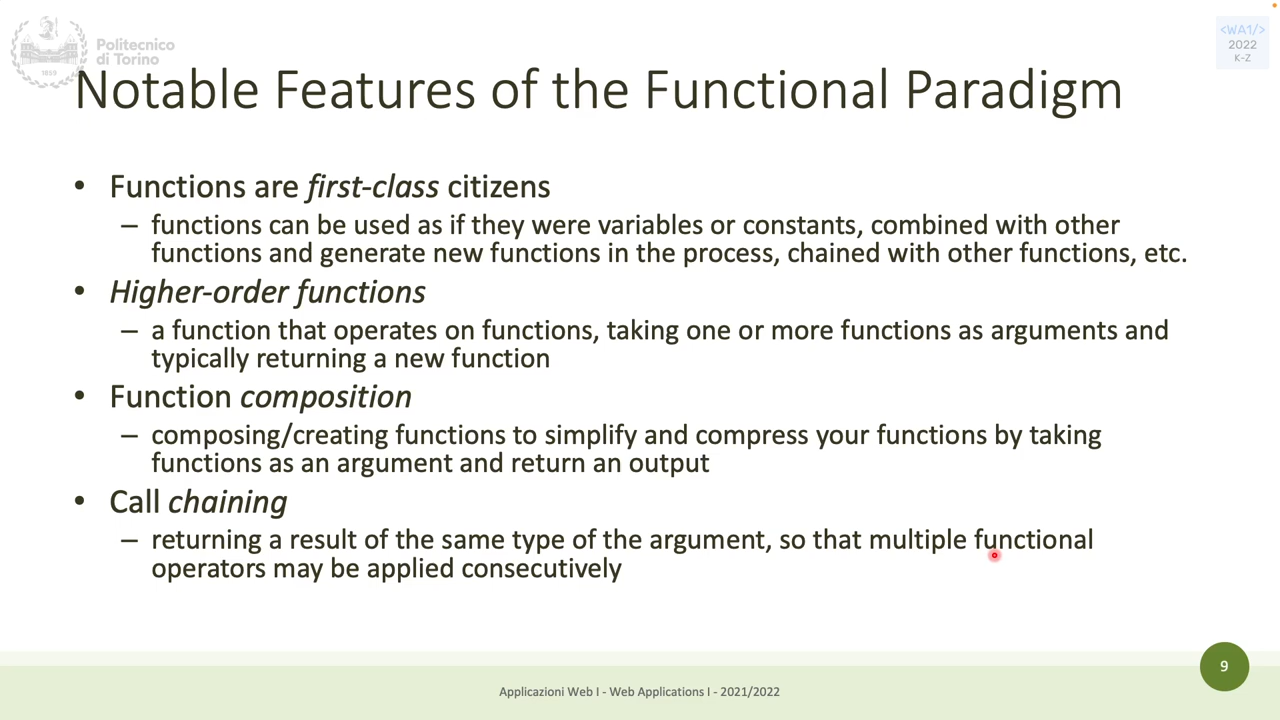 Politecnico
di Torino
1859
<WA1/>
2022
K-Z
Notable Features of the Functional Paradigm
• Functions are first-class citizens
– functions can be used as if they were variables or constants, combined with other
functions and generate new functions in the process, chained with other functions, etc.
• Higher-order functions
– a function that operates on functions, taking one or more functions as arguments and
typically returning a new function
• Function composition
– composing/creating functions to simplify and compress your functions by taking
functions as an argument and return an output
• Call chaining
– returning a result of the same type of the argument, so that multiple functional
operators may be applied consecutively
Applicazioni Web I - Web Applications I - 2021/2022
9